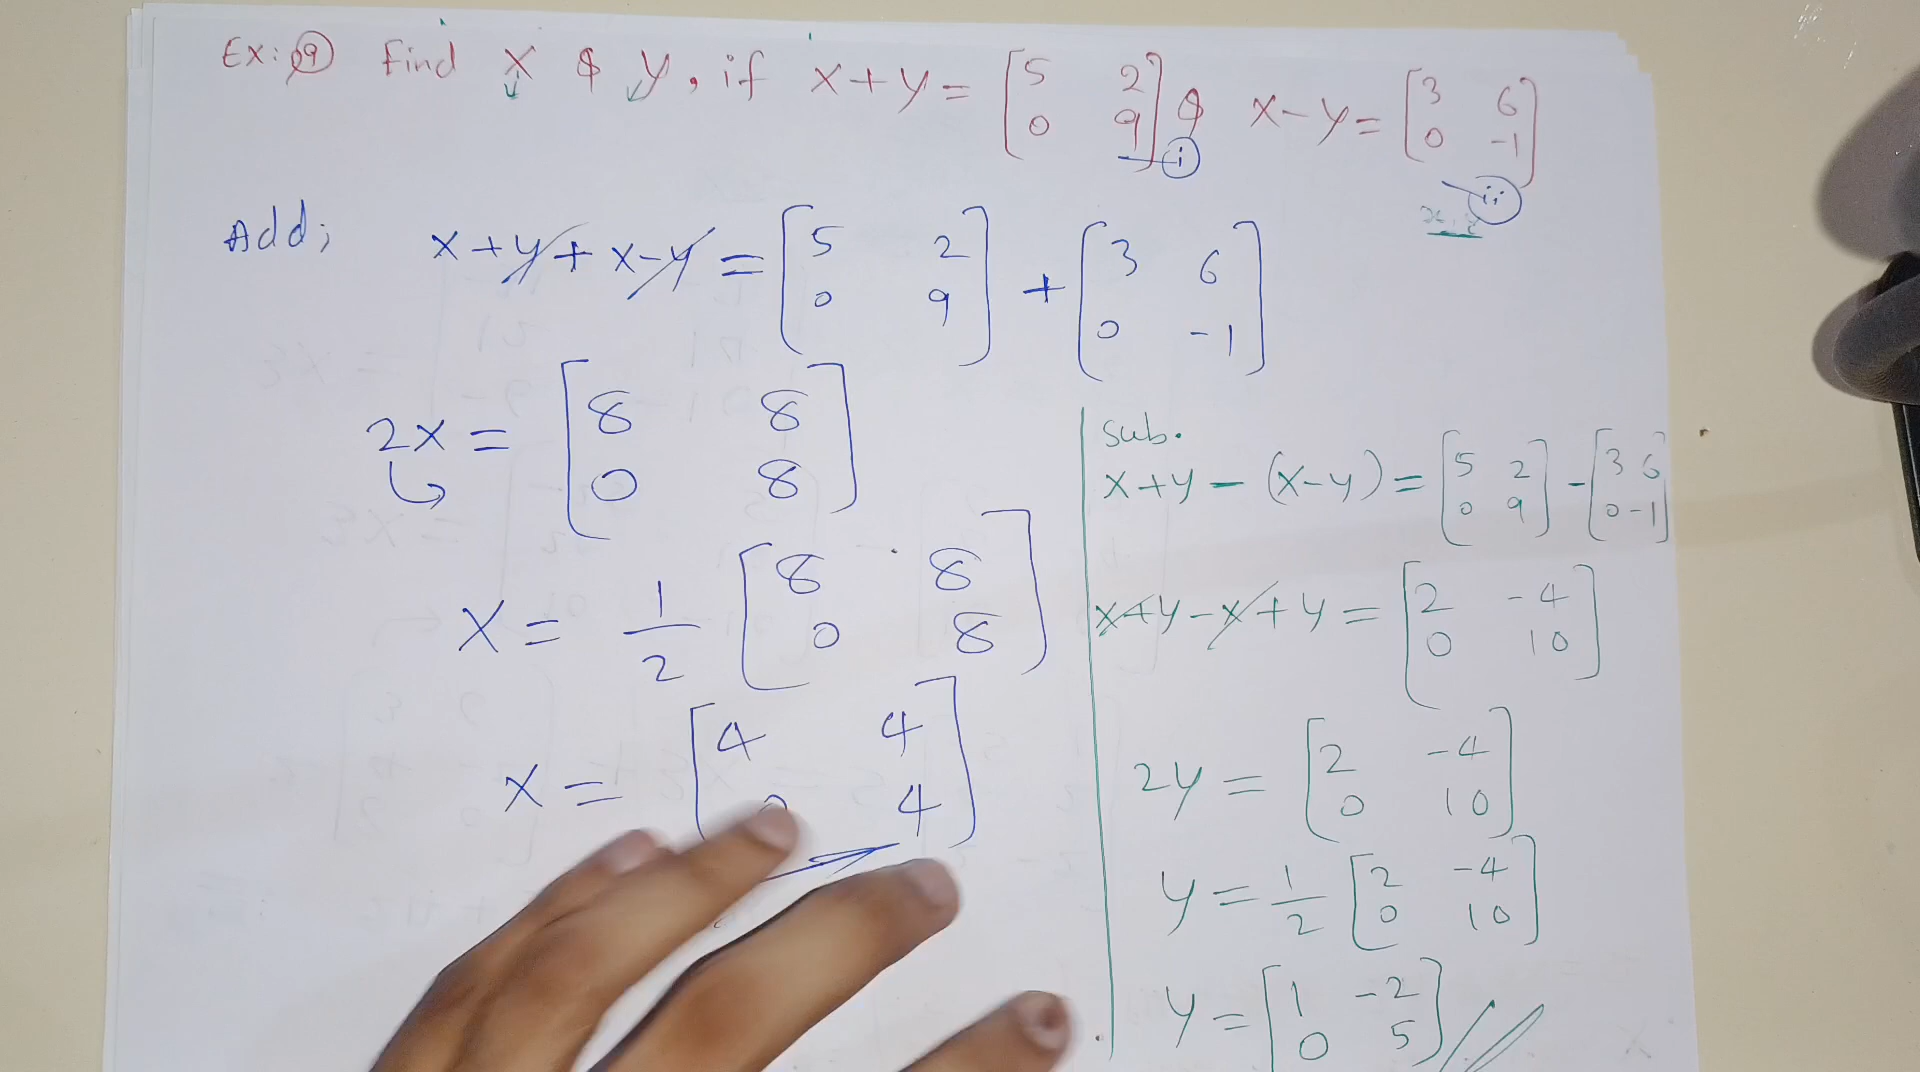 Ex: 19 Find X & Y, if X+Y = [5 2
0 9] & X-Y = [3 6
0 -1]
i
ii
Add;
X+Y+X-Y = [5 2
0 9] + [3 6
0 -1]
2X = [8 8
0 8]
X = 1/2 [8 8
0 8]
X = [4 4
0 4]
Sub.
X+Y-(X-Y) = [5 2
0 9] - [3 6
0 -1]
X+Y-X+Y = [2 -4
0 10]
2Y = [2 -4
0 10]
Y = 1/2 [2 -4
0 10]
Y = [1 -2
0 5]